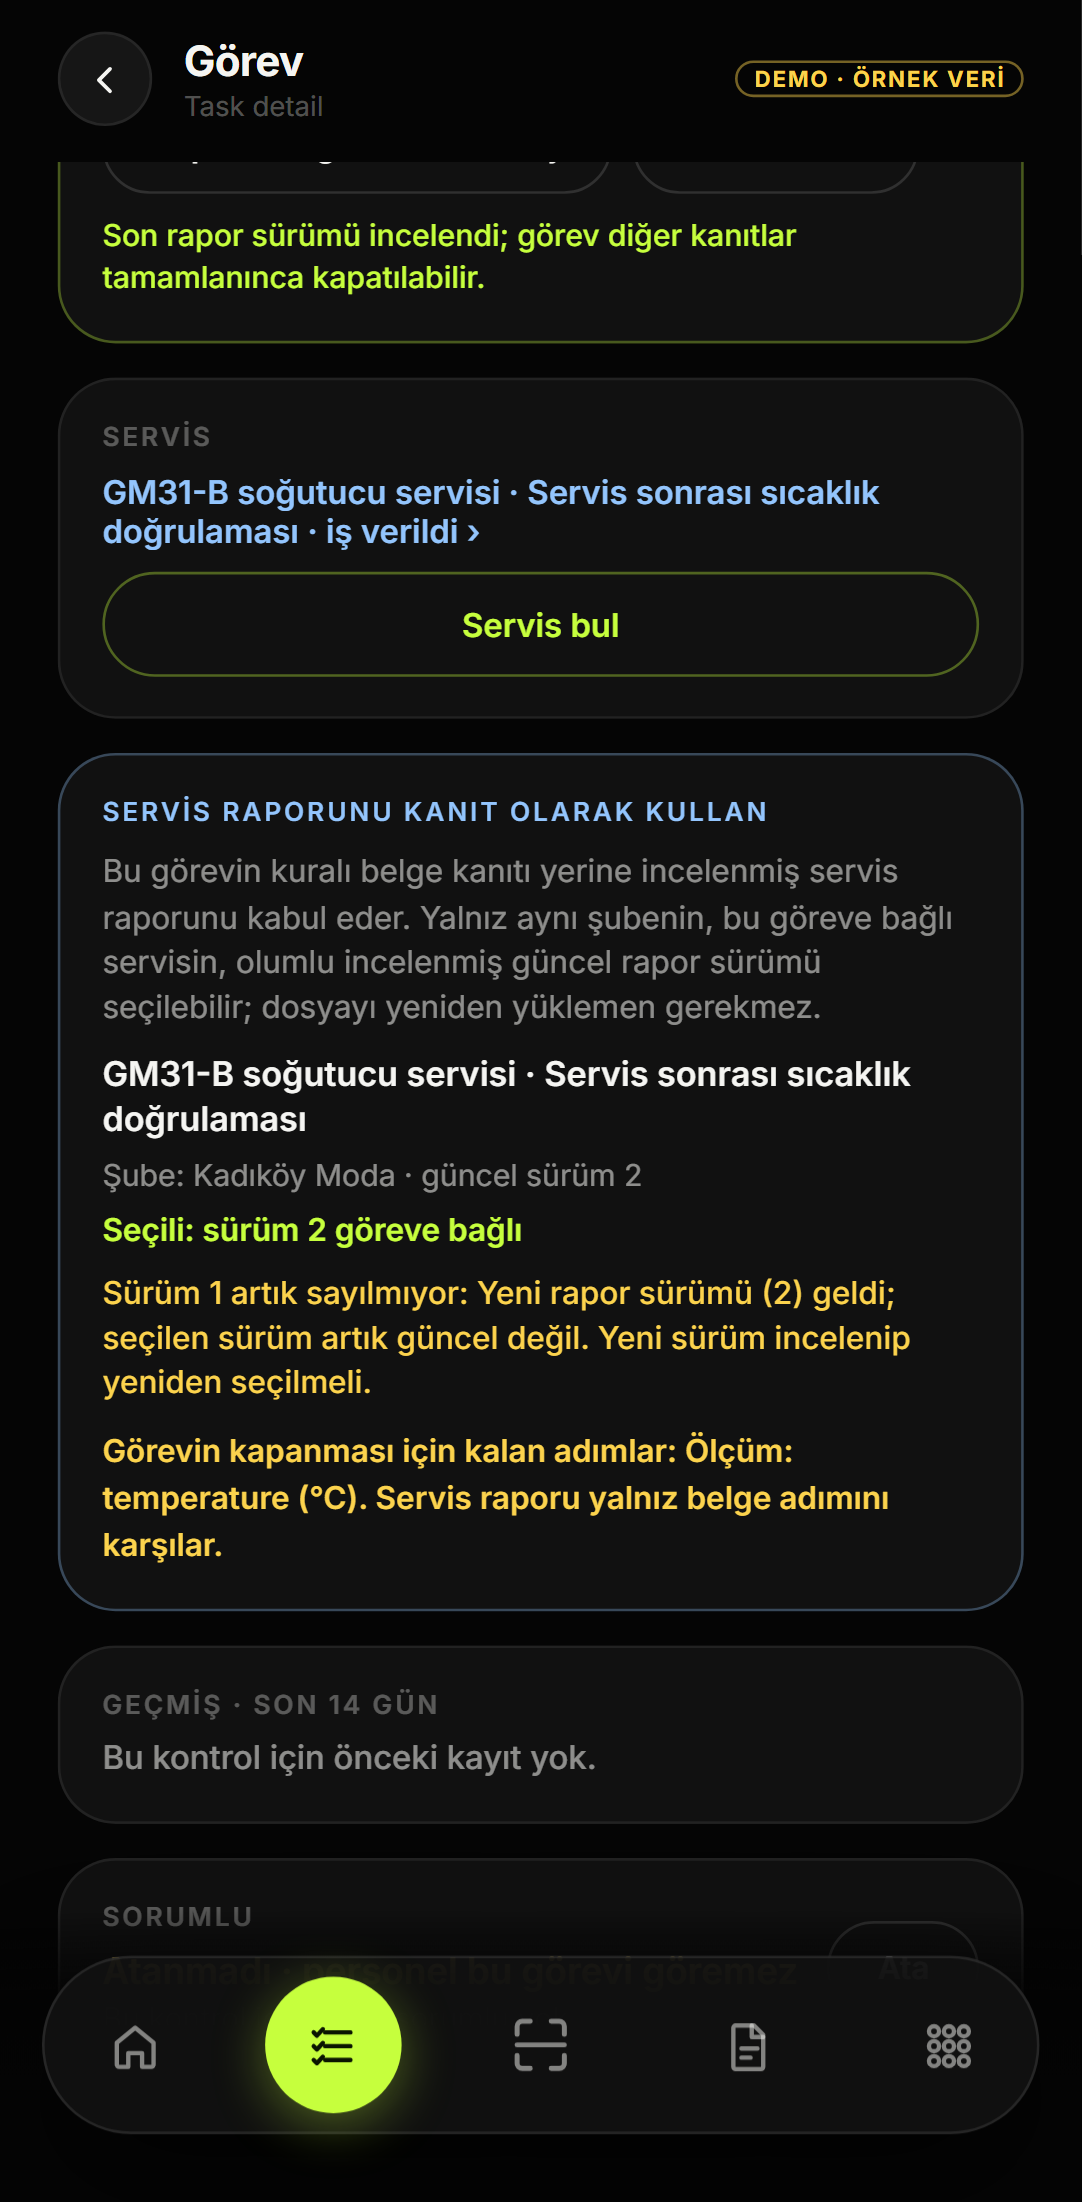 Görev
Task detail
DEMO · ÖRNEK VERİ
Son rapor sürümü incelendi; görev diğer kanıtlar
tamamlanınca kapatılabilir.
SERVİS
GM31-B soğutucu servisi · Servis sonrası sıcaklık
doğrulaması · iş verildi ›
Servis bul
SERVİS RAPORUNU KANIT OLARAK KULLAN
Bu görevin kuralı belge kanıtı yerine incelenmiş servis
raporunu kabul eder. Yalnız aynı şubenin, bu göreve bağlı
servisin, olumlu incelenmiş güncel rapor sürümü
seçilebilir; dosyayı yeniden yüklemen gerekmez.
GM31-B soğutucu servisi · Servis sonrası sıcaklık
doğrulaması
Şube: Kadıköy Moda · güncel sürüm 2
Seçili: sürüm 2 göreve bağlı
Sürüm 1 artık sayılmıyor: Yeni rapor sürümü (2) geldi;
seçilen sürüm artık güncel değil. Yeni sürüm incelenip
yeniden seçilmeli.
Görevin kapanması için kalan adımlar: Ölçüm:
temperature (°C). Servis raporu yalnız belge adımını
karşılar.
GEÇMİŞ · SON 14 GÜN
Bu kontrol için önceki kayıt yok.
SORUMLU
Atanmadı · personel bu görevi göremez
Ata